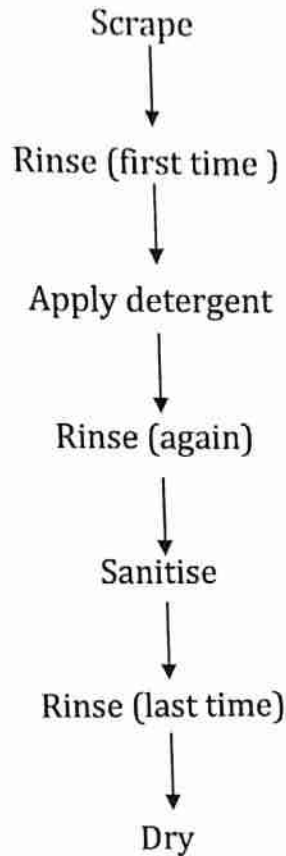 Scrape
Rinse (first time )
Apply detergent
Rinse (again)
Sanitise
Rinse (last time)
Dry